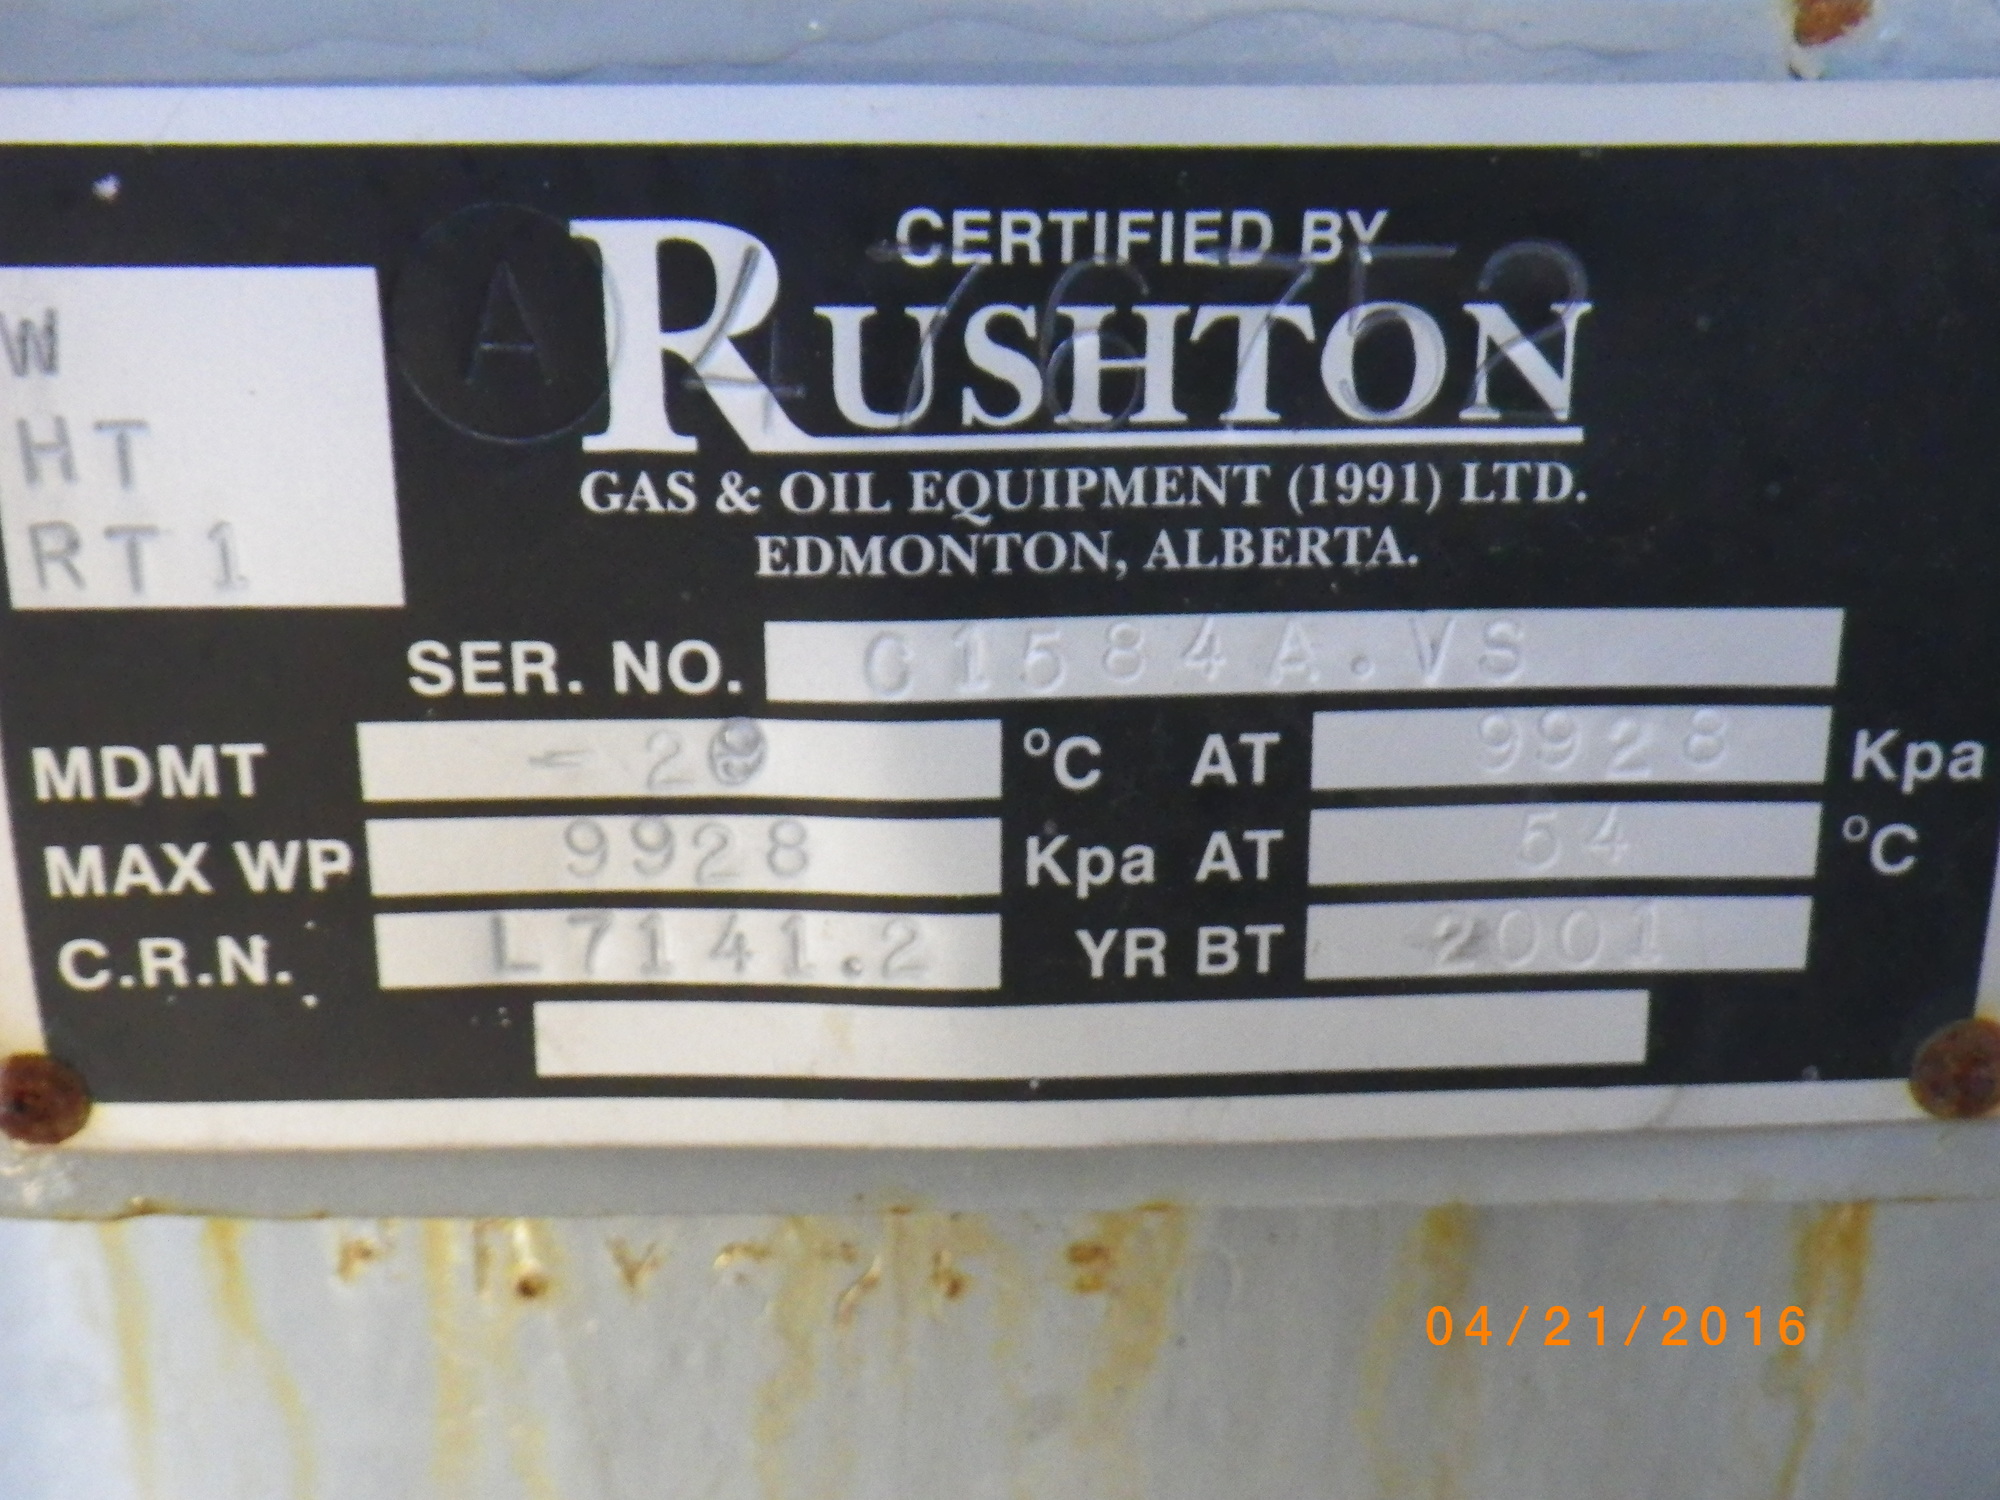 CERTIFIED BY
RUSHTON
A 476752
GAS & OIL EQUIPMENT (1991) LTD.
EDMONTON, ALBERTA.
W
HT
RT1
SER. NO. C1584A.VS
MDMT °C AT 9928 Kpa
MAX WP 9928 Kpa AT 54 °C
C.R.N. L7141.2 YR BT 2001
04/21/2016